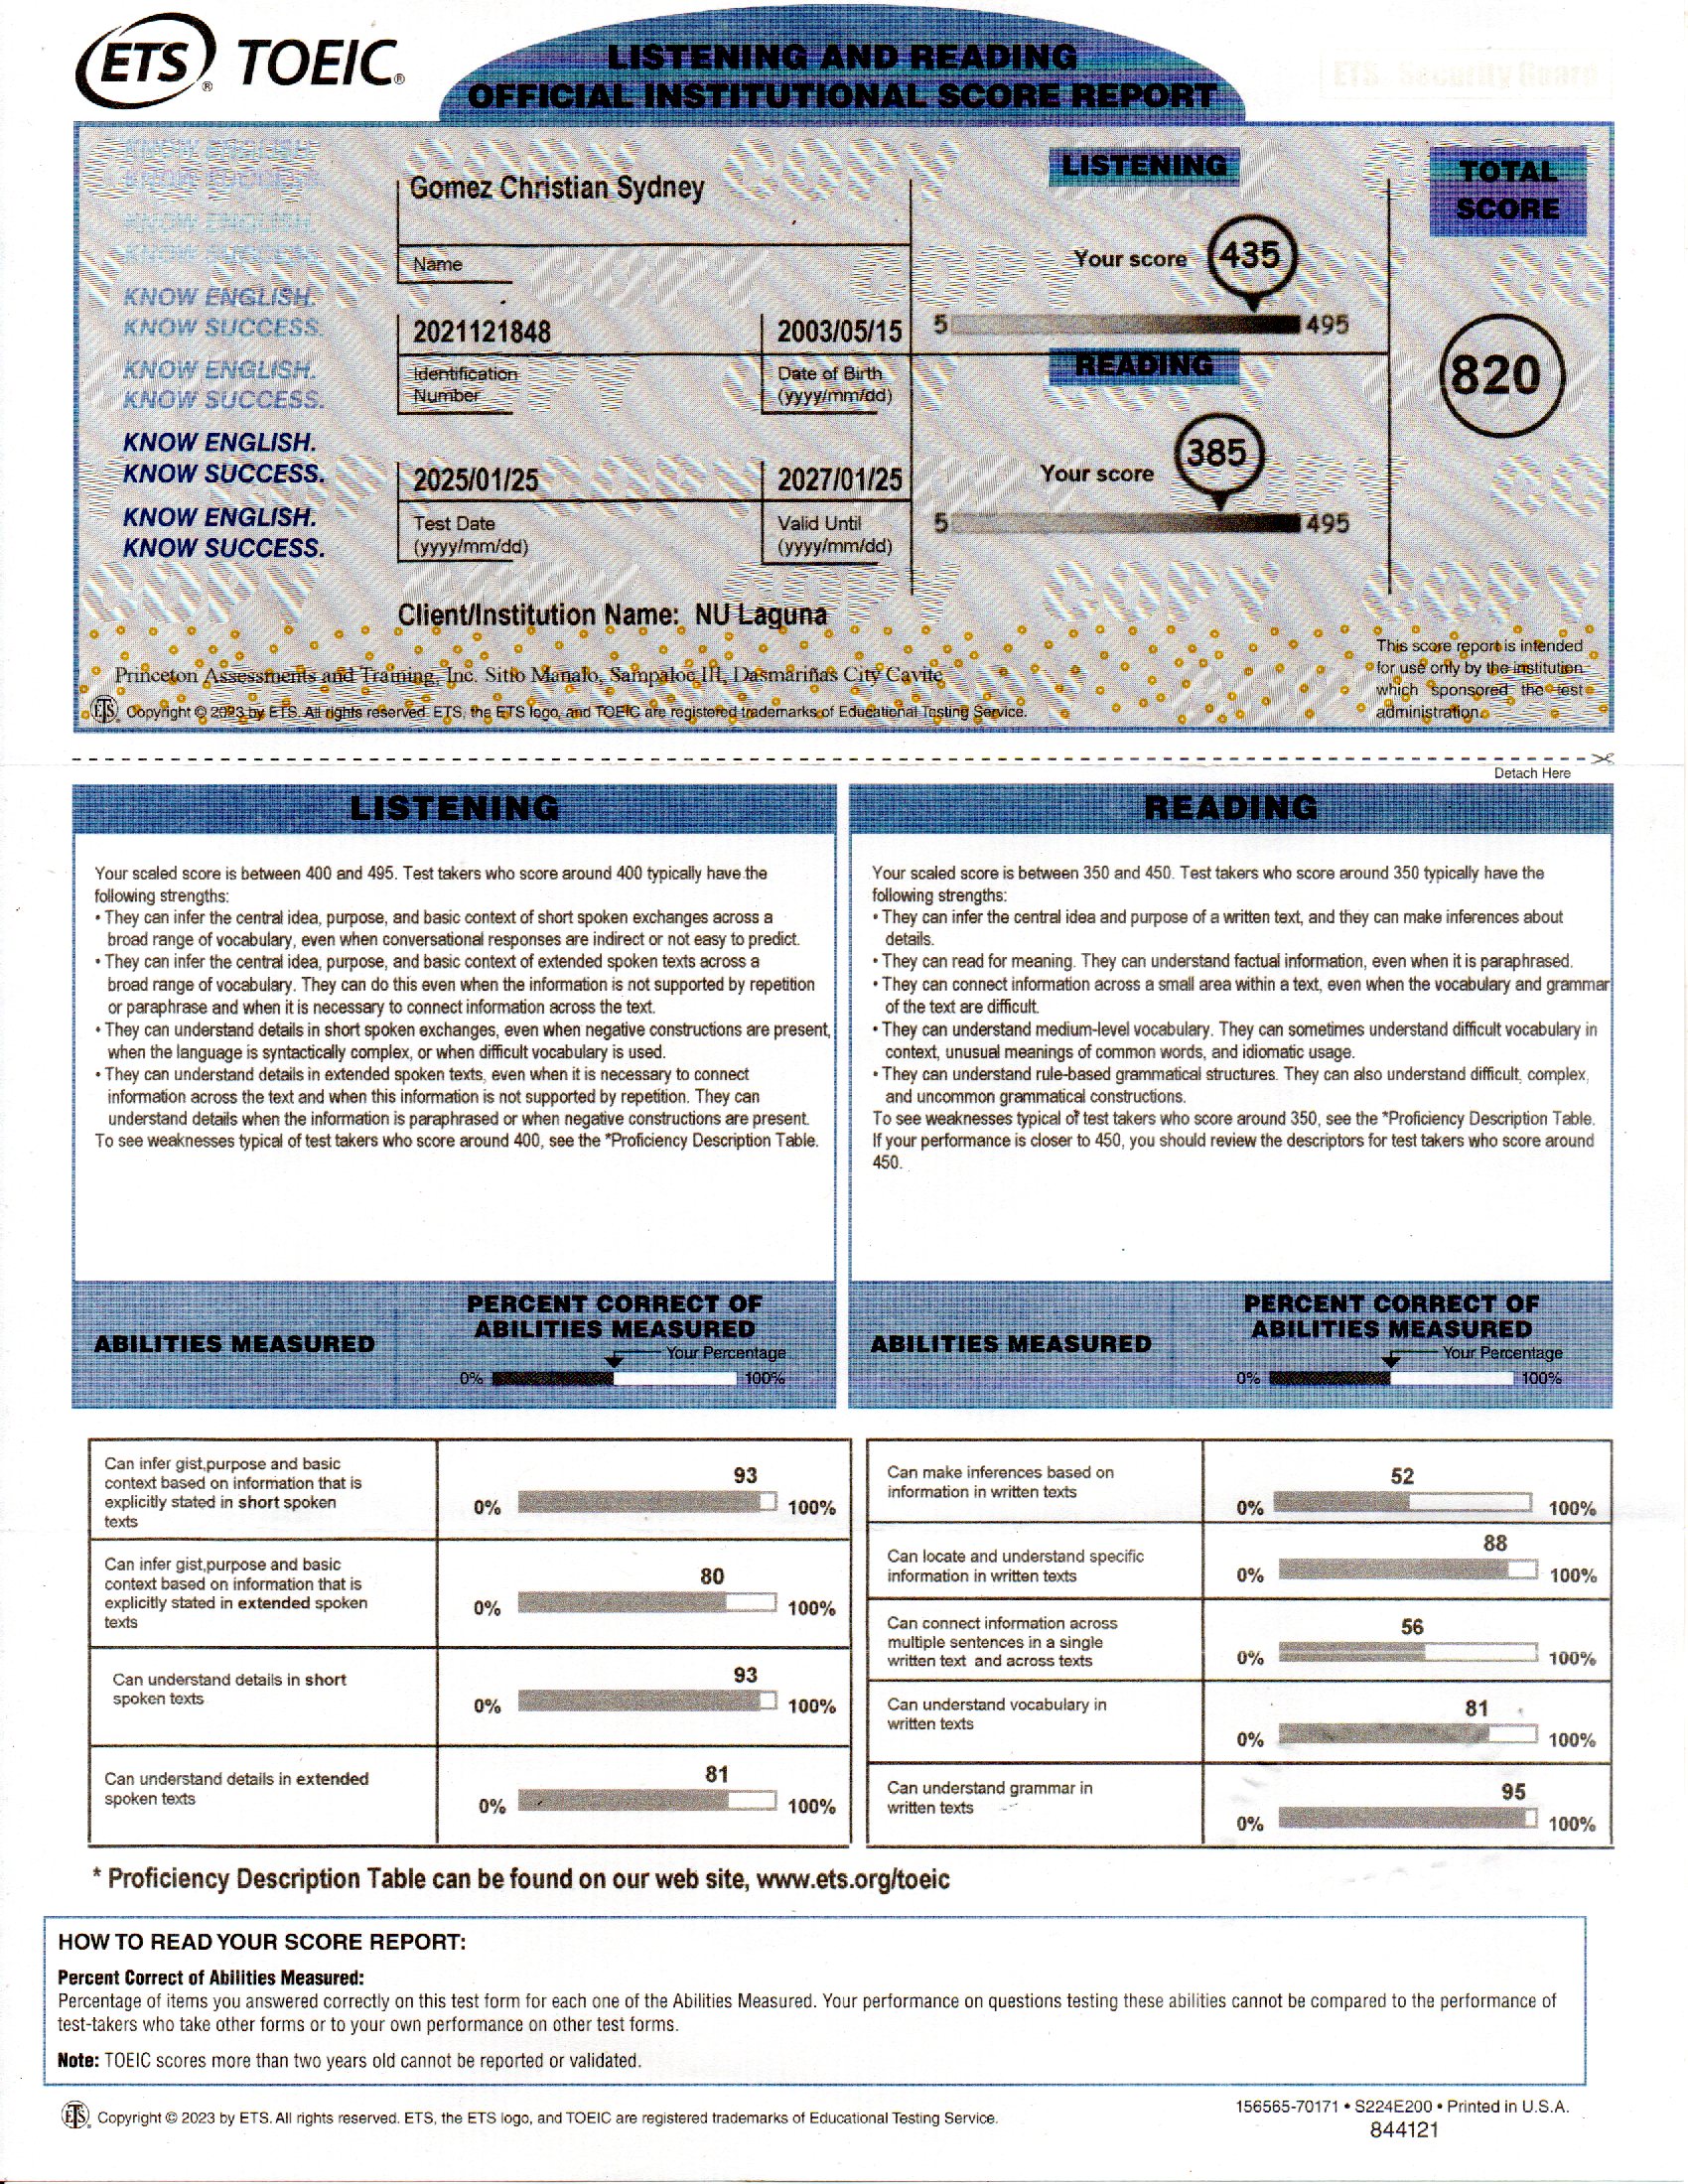 ETS® TOEIC®
LISTENING AND READING
OFFICIAL INSTITUTIONAL SCORE REPORT
KNOW ENGLISH.
KNOW SUCCESS.
KNOW ENGLISH.
KNOW SUCCESS.
KNOW ENGLISH.
KNOW SUCCESS.
KNOW ENGLISH.
KNOW SUCCESS.
Gomez Christian Sydney
Name
2021121848
Identification
Number
2003/05/15
Date of Birth
(yyyy/mm/dd)
2025/01/25
Test Date
(yyyy/mm/dd)
2027/01/25
Valid Until
(yyyy/mm/dd)
Client/Institution Name: NU Laguna
LISTENING
Your score 435
5 495
READING
Your score 385
5 495
TOTAL
SCORE
820
Princeton Assessments and Training, Inc. Sitio Manalo, Sampaloc III, Dasmariñas City Cavite
ETS® Copyright © 2023 by ETS. All rights reserved. ETS, the ETS logo, and TOEIC are registered trademarks of Educational Testing Service.
This score report is intended
for use only by the institution
which sponsored the test
administration.
Detach Here
LISTENING
Your scaled score is between 400 and 495. Test takers who score around 400 typically have the
following strengths:
• They can infer the central idea, purpose, and basic context of short spoken exchanges across a
broad range of vocabulary, even when conversational responses are indirect or not easy to predict.
• They can infer the central idea, purpose, and basic context of extended spoken texts across a
broad range of vocabulary. They can do this even when the information is not supported by repetition
or paraphrase and when it is necessary to connect information across the text.
• They can understand details in short spoken exchanges, even when negative constructions are present,
when the language is syntactically complex, or when difficult vocabulary is used.
• They can understand details in extended spoken texts, even when it is necessary to connect
information across the text and when this information is not supported by repetition. They can
understand details when the information is paraphrased or when negative constructions are present.
To see weaknesses typical of test takers who score around 400, see the *Proficiency Description Table.
READING
Your scaled score is between 350 and 450. Test takers who score around 350 typically have the
following strengths:
• They can infer the central idea and purpose of a written text, and they can make inferences about
details.
• They can read for meaning. They can understand factual information, even when it is paraphrased.
• They can connect information across a small area within a text, even when the vocabulary and grammar
of the text are difficult.
• They can understand medium-level vocabulary. They can sometimes understand difficult vocabulary in
context, unusual meanings of common words, and idiomatic usage.
• They can understand rule-based grammatical structures. They can also understand difficult, complex,
and uncommon grammatical constructions.
To see weaknesses typical of test takers who score around 350, see the *Proficiency Description Table.
If your performance is closer to 450, you should review the descriptors for test takers who score around
450.
ABILITIES MEASURED
PERCENT CORRECT OF
ABILITIES MEASURED
Your Percentage
0% 100%
ABILITIES MEASURED
PERCENT CORRECT OF
ABILITIES MEASURED
Your Percentage
0% 100%
Can infer gist,purpose and basic
context based on information that is
explicitly stated in short spoken
texts
93
0% 100%
Can infer gist,purpose and basic
context based on information that is
explicitly stated in extended spoken
texts
80
0% 100%
Can understand details in short
spoken texts
93
0% 100%
Can understand details in extended
spoken texts
81
0% 100%
Can make inferences based on
information in written texts
52
0% 100%
Can locate and understand specific
information in written texts
88
0% 100%
Can connect information across
multiple sentences in a single
written text and across texts
56
0% 100%
Can understand vocabulary in
written texts
81
0% 100%
Can understand grammar in
written texts
95
0% 100%
* Proficiency Description Table can be found on our web site, www.ets.org/toeic
HOW TO READ YOUR SCORE REPORT:
Percent Correct of Abilities Measured:
Percentage of items you answered correctly on this test form for each one of the Abilities Measured. Your performance on questions testing these abilities cannot be compared to the performance of
test-takers who take other forms or to your own performance on other test forms.
Note: TOEIC scores more than two years old cannot be reported or validated.
ETS® Copyright © 2023 by ETS. All rights reserved. ETS, the ETS logo, and TOEIC are registered trademarks of Educational Testing Service.
156565-70171 • S224E200 • Printed in U.S.A.
844121